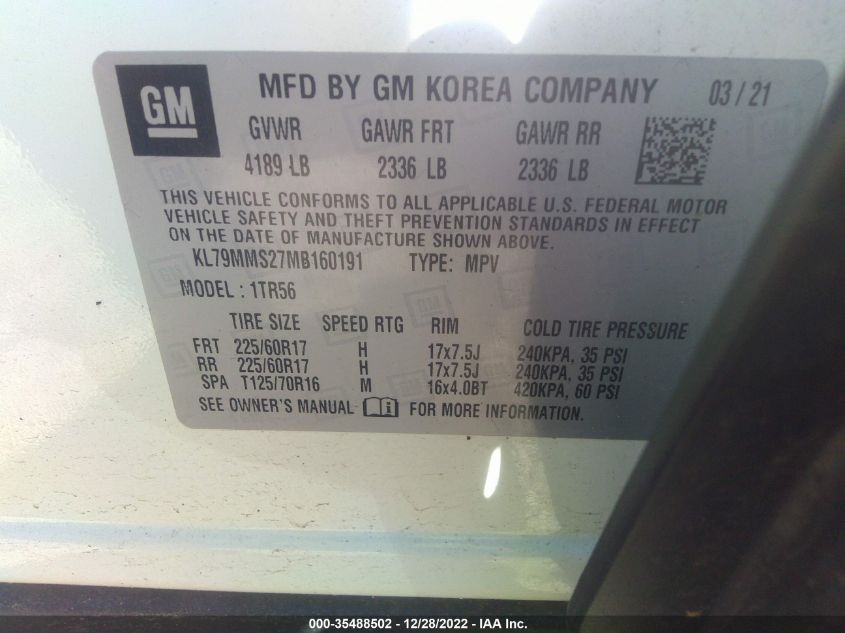 GM
MFD BY GM KOREA COMPANY 03/21
GVWR GAWR FRT GAWR RR
4189 LB 2336 LB 2336 LB
THIS VEHICLE CONFORMS TO ALL APPLICABLE U.S. FEDERAL MOTOR
VEHICLE SAFETY AND THEFT PREVENTION STANDARDS IN EFFECT
ON THE DATE OF MANUFACTURE SHOWN ABOVE.
KL79MMS27MB160191 TYPE: MPV
MODEL: 1TR56
TIRE SIZE SPEED RTG RIM COLD TIRE PRESSURE
FRT 225/60R17 H 17x7.5J 240KPA, 35 PSI
RR 225/60R17 H 17x7.5J 240KPA, 35 PSI
SPA T125/70R16 M 16x4.0BT 420KPA, 60 PSI
SEE OWNER'S MANUAL FOR MORE INFORMATION.
000-35488502 - 12/28/2022 - IAA Inc.